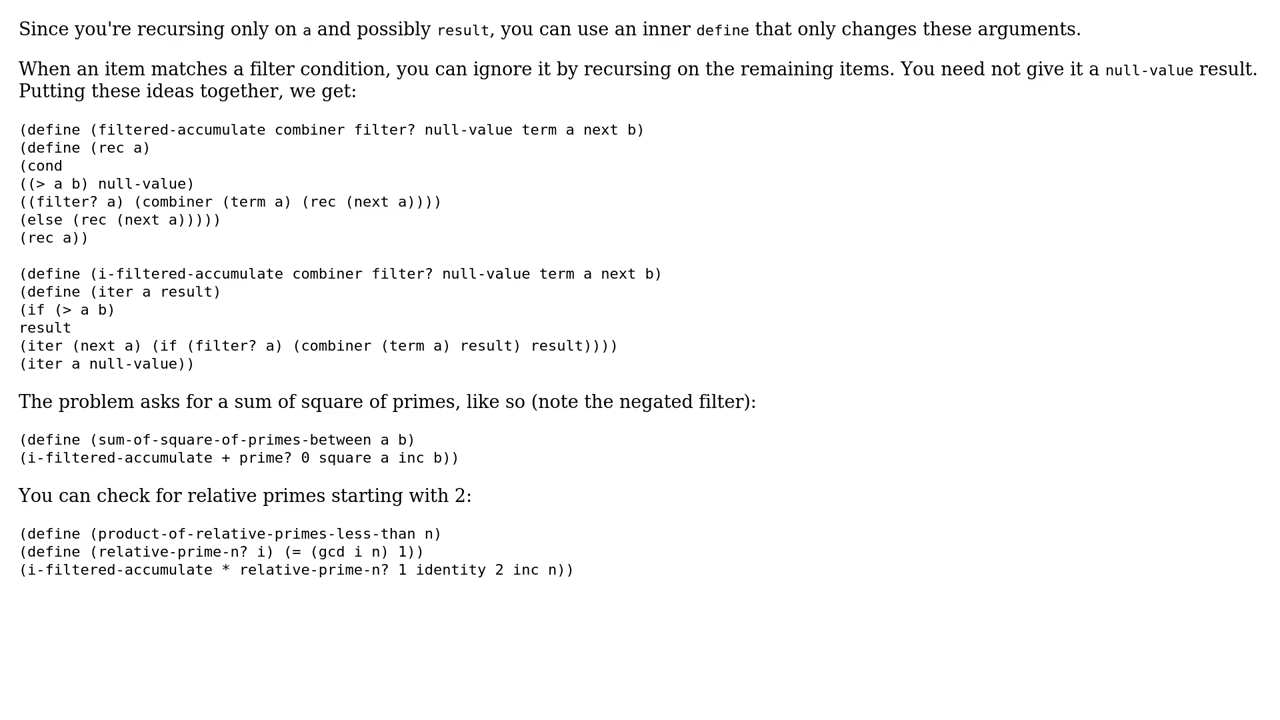 Since you're recursing only on a and possibly result, you can use an inner define that only changes these arguments.
When an item matches a filter condition, you can ignore it by recursing on the remaining items. You need not give it a null-value result.
Putting these ideas together, we get:
(define (filtered-accumulate combiner filter? null-value term a next b)
(define (rec a)
(cond
((> a b) null-value)
((filter? a) (combiner (term a) (rec (next a))))
(else (rec (next a)))))
(rec a))
(define (i-filtered-accumulate combiner filter? null-value term a next b)
(define (iter a result)
(if (> a b)
result
(iter (next a) (if (filter? a) (combiner (term a) result) result))))
(iter a null-value))
The problem asks for a sum of square of primes, like so (note the negated filter):
(define (sum-of-square-of-primes-between a b)
(i-filtered-accumulate + prime? 0 square a inc b))
You can check for relative primes starting with 2:
(define (product-of-relative-primes-less-than n)
(define (relative-prime-n? i) (= (gcd i n) 1))
(i-filtered-accumulate * relative-prime-n? 1 identity 2 inc n))